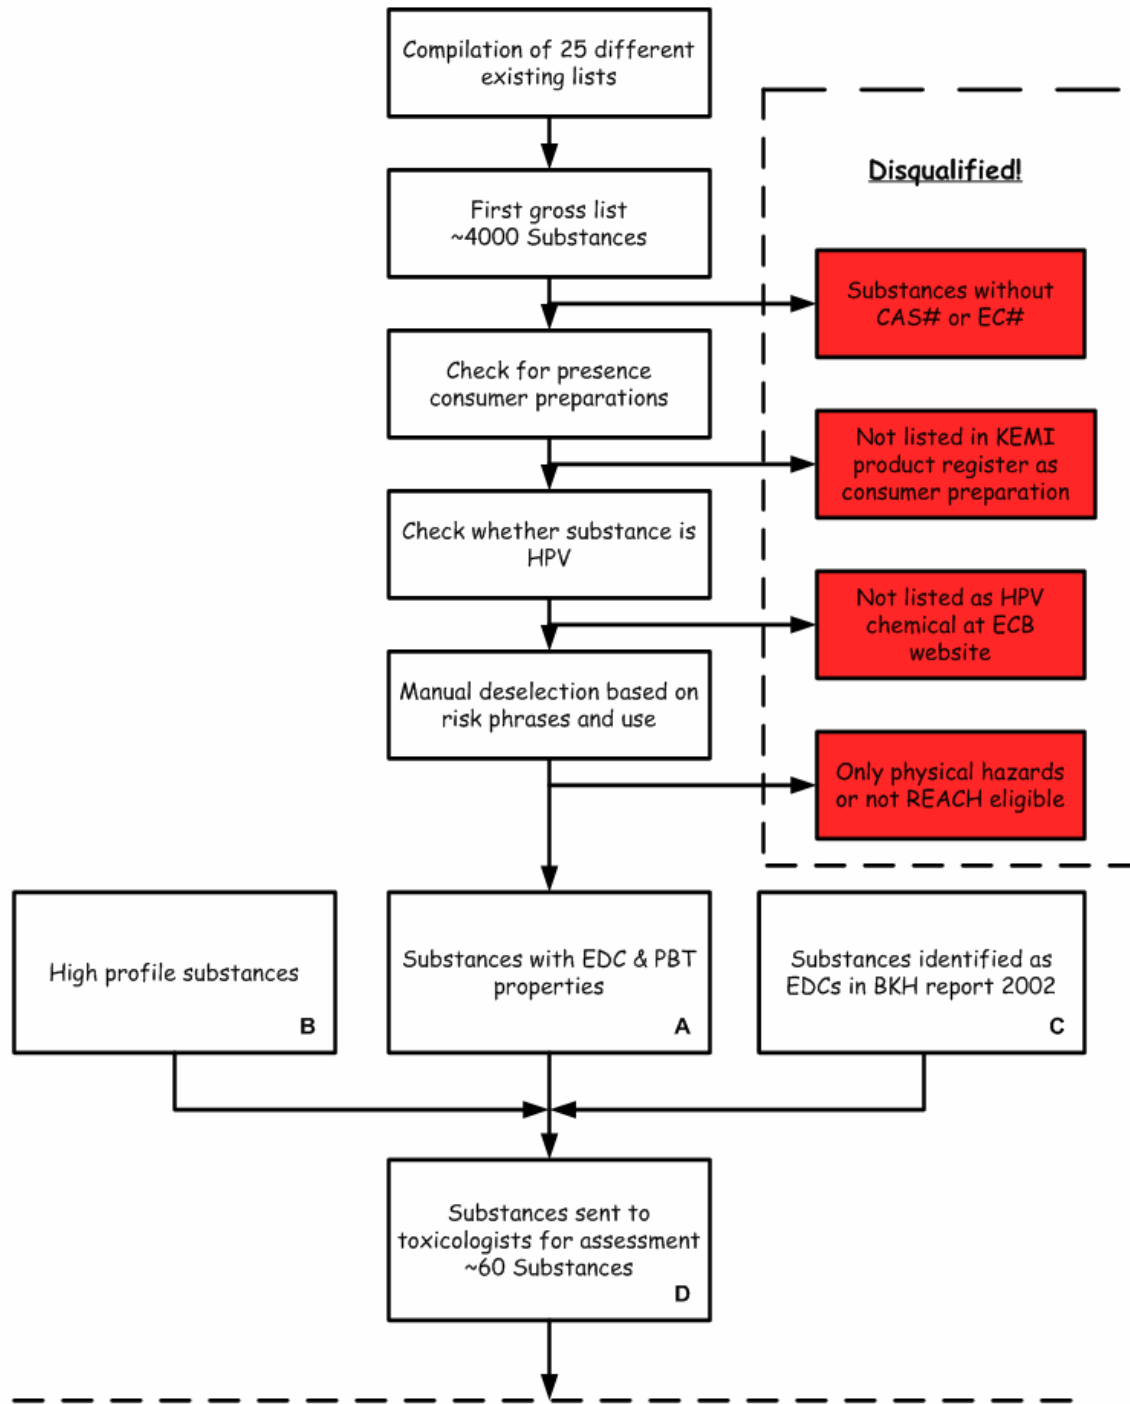 Compilation of 25 different
existing lists
Disqualified!
First gross list
~4000 Substances
Substances without
CAS# or EC#
Check for presence
consumer preparations
Not listed in KEMI
product register as
consumer preparation
Check whether substance is
HPV
Not listed as HPV
chemical at ECB
website
Manual deselection based on
risk phrases and use
Only physical hazards
or not REACH eligible
High profile substances
B
Substances with EDC & PBT
properties
A
Substances identified as
EDCs in BKH report 2002
C
Substances sent to
toxicologists for assessment
~60 Substances
D